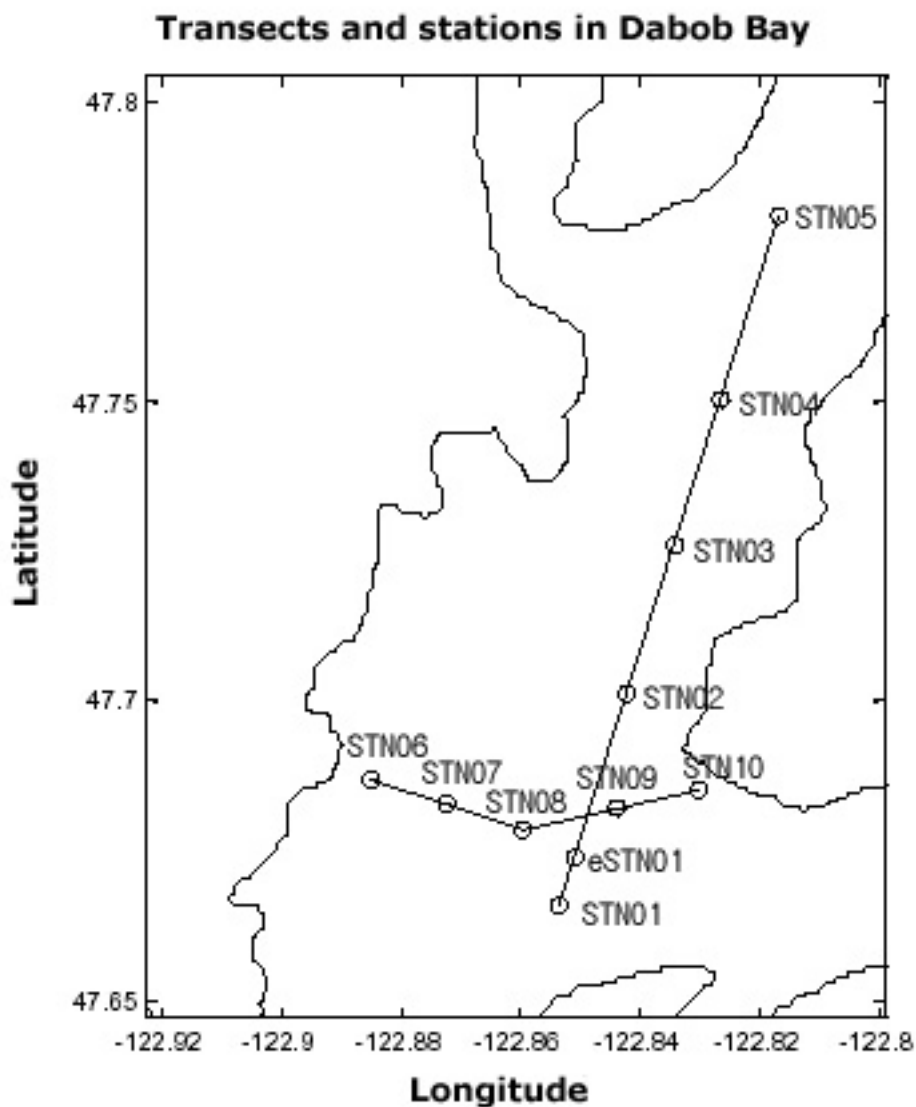 Transects and stations in Dabob Bay
47.8
STN05
47.75
STN04
STN03
Latitude
47.7
STN02
STN06
STN07
STN09
STN10
STN08
eSTN01
STN01
47.65
-122.92 -122.9 -122.88 -122.86 -122.84 -122.82 -122.8
Longitude